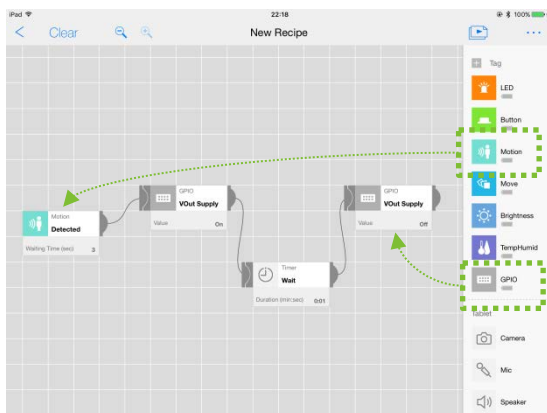 iPad
22:18
100%
Clear
New Recipe
Tag
LED
Button
Motion
Move
Brightness
TempHumid
GPIO
Tablet
Camera
Mic
Speaker
Motion
Detected
Waiting Time (sec) 3
GPIO
VOut Supply
Value On
Timer
Wait
Duration (min:sec) 0:01
GPIO
VOut Supply
Value Off